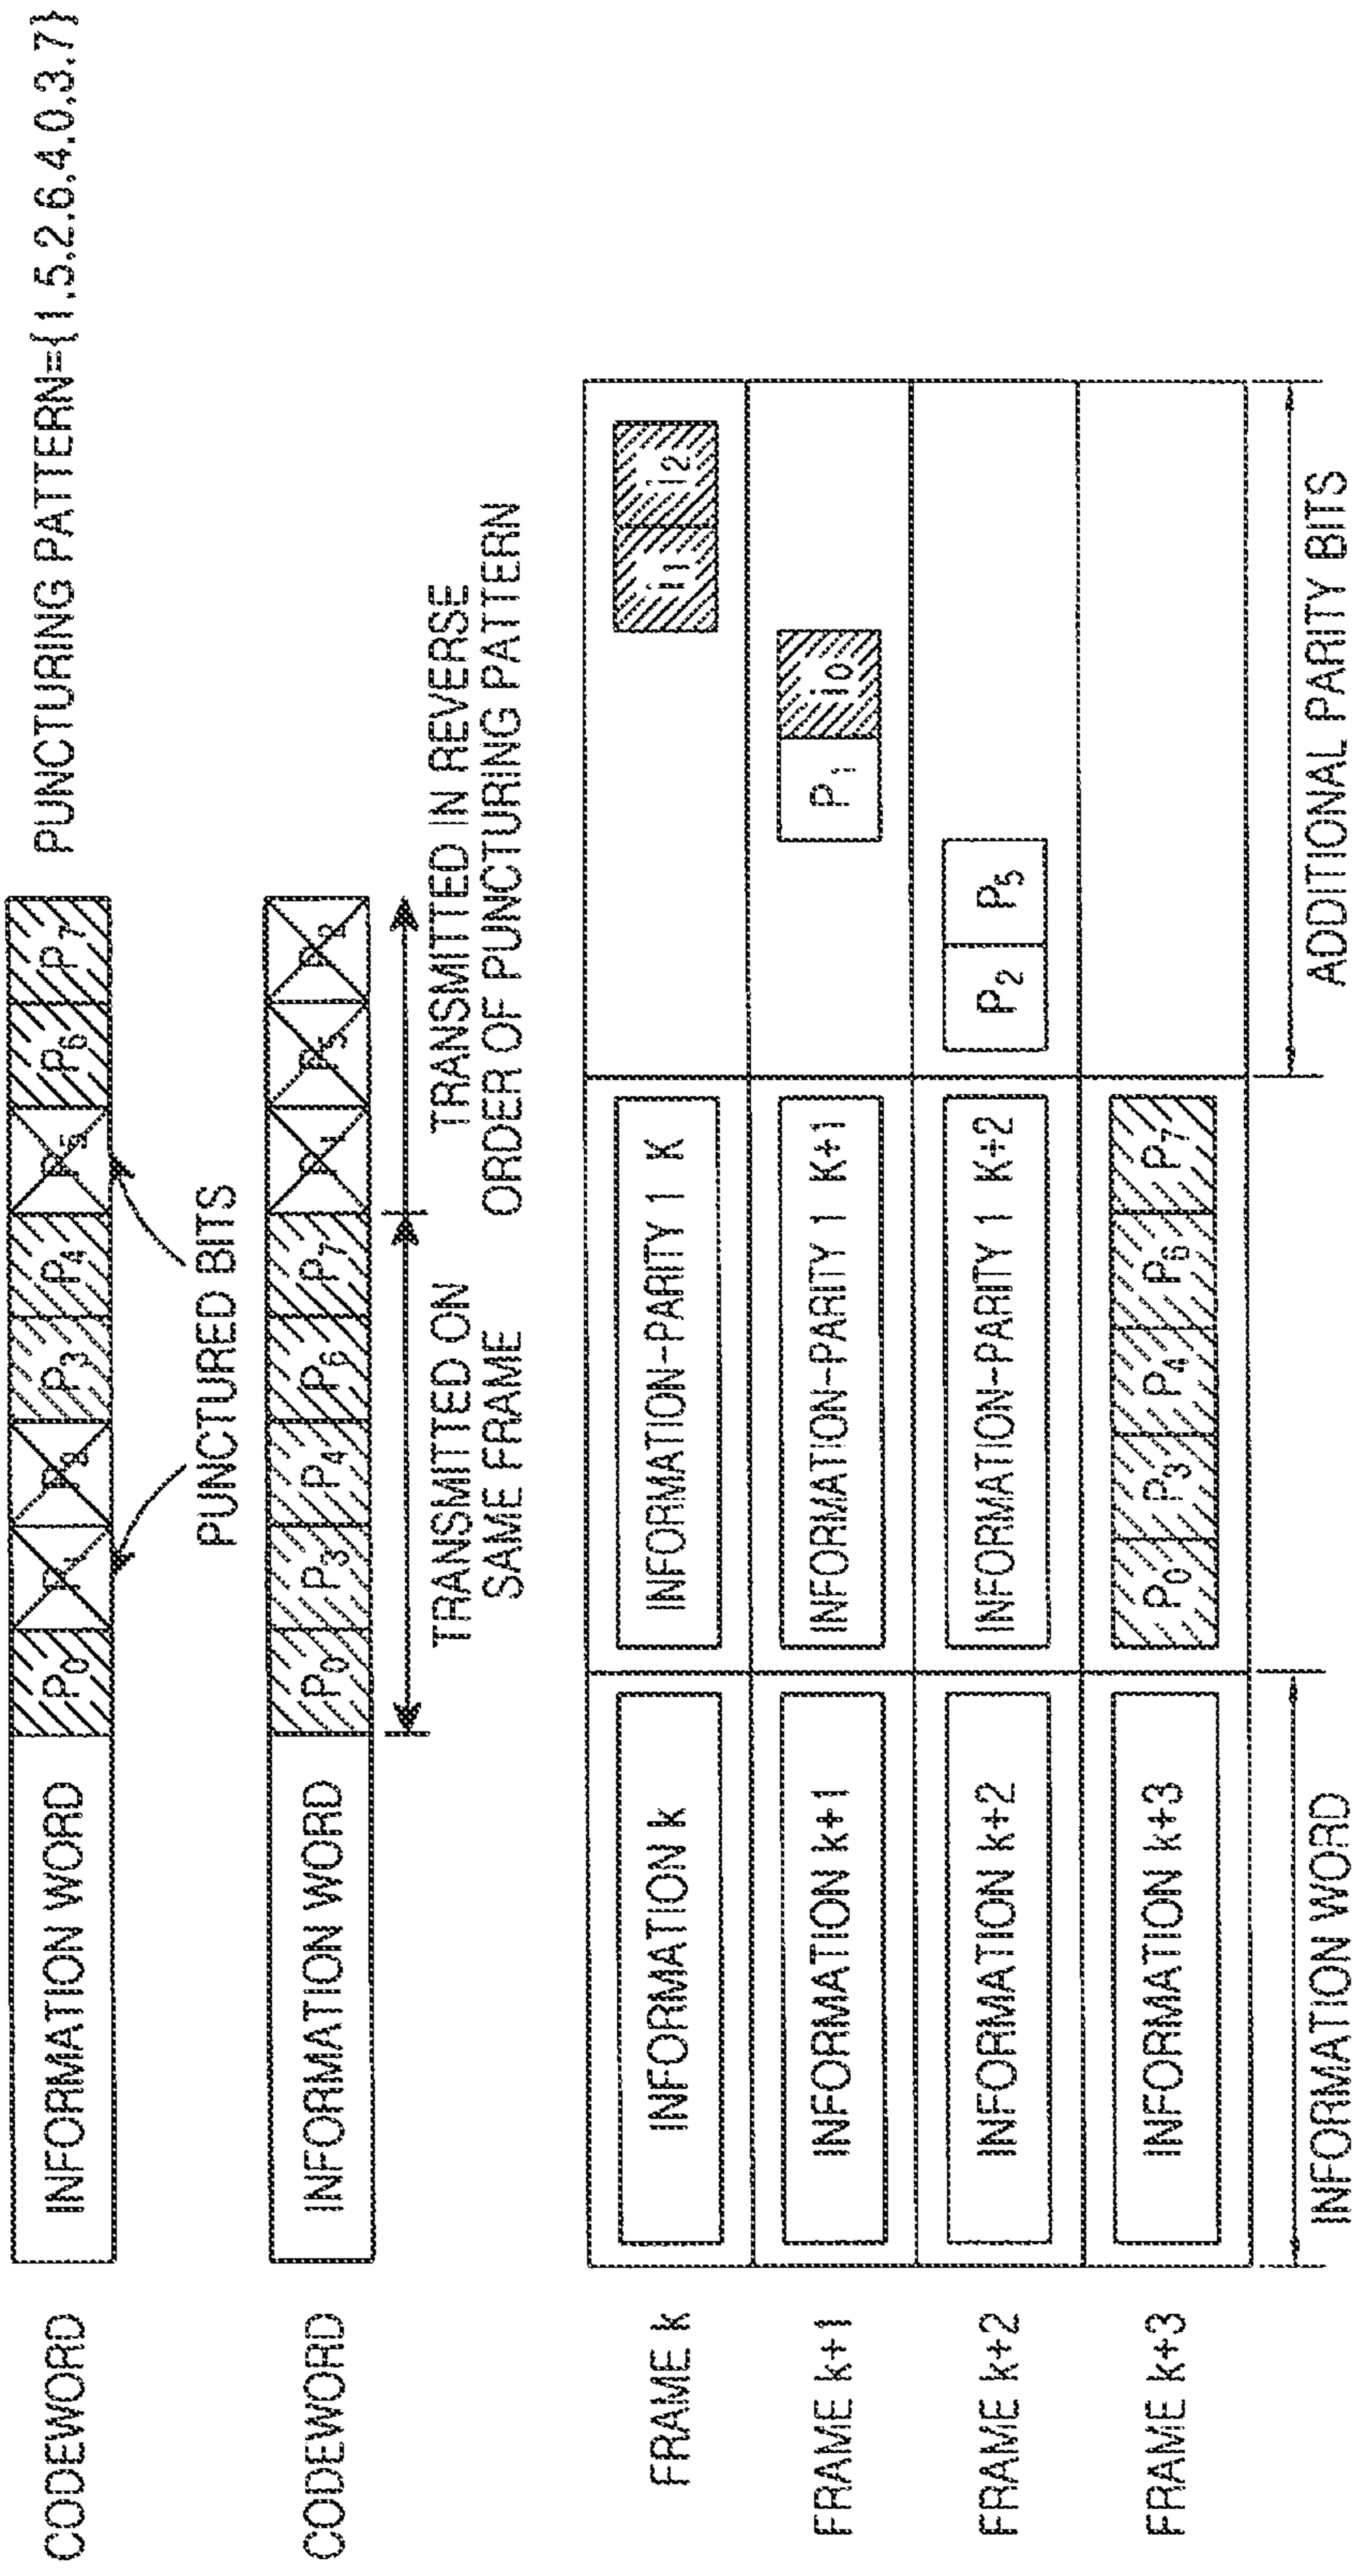 PUNCTURING PATTERN={1,5,2,6,4,0,3,7}
CODEWORD
INFORMATION WORD
P0 P1 P2 P3 P4 P5 P6 P7
PUNCTURED BITS
CODEWORD
INFORMATION WORD
P0 P3 P4 P6 P7 P1 P5 P2
TRANSMITTED ON
SAME FRAME
TRANSMITTED IN REVERSE
ORDER OF PUNCTURING PATTERN
FRAME k
INFORMATION k
INFORMATION-PARITY 1 K
i1 i2
FRAME k+1
INFORMATION k+1
INFORMATION-PARITY 1 K+1
P1 i0
FRAME k+2
INFORMATION k+2
INFORMATION-PARITY 1 K+2
P2 P5
FRAME k+3
INFORMATION k+3
P0 P3 P4 P6 P7
INFORMATION WORD
ADDITIONAL PARITY BITS